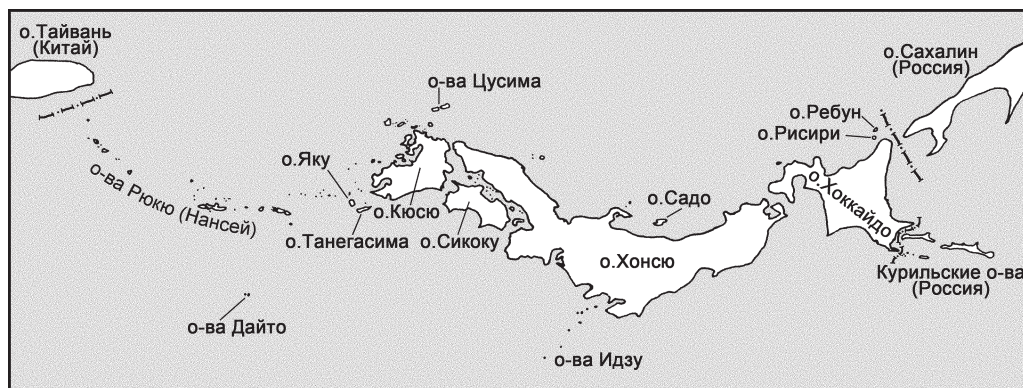 о.Тайвань
(Китай)
о.Сахалин
(Россия)
о-ва Цусима
о.Ребун
о.Рисири
о.Яку
о-ва Рюкю (Нансей)
о.Кюсю
о.Садо
о.Хоккайдо
о.Танегасима
о.Сикоку
о.Хонсю
Курильские о-ва
(Россия)
о-ва Дайто
о-ва Идзу